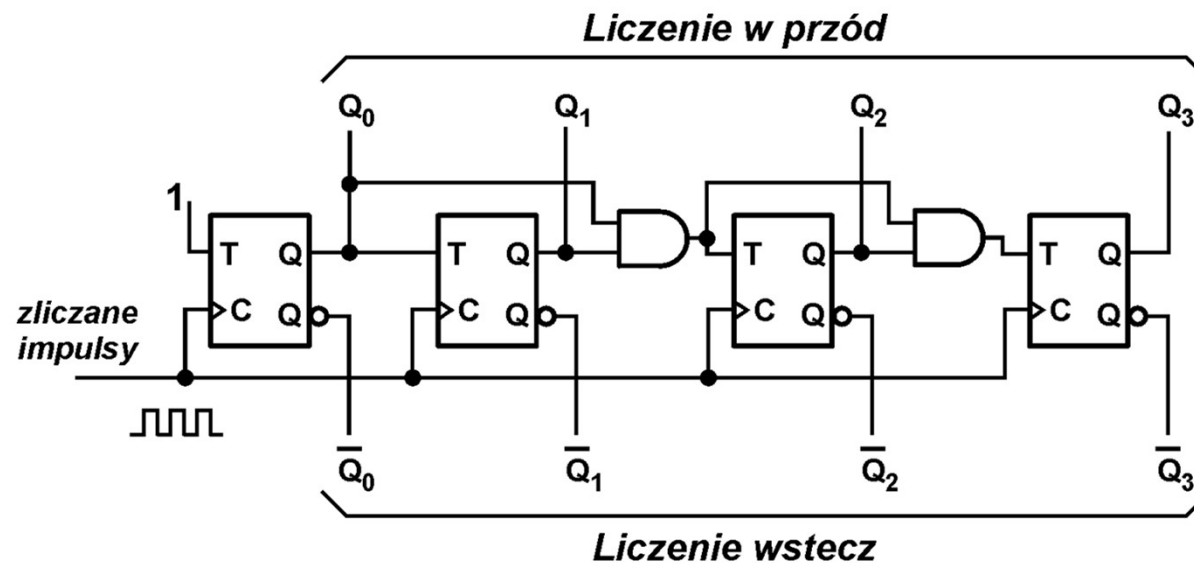 Liczenie w przód
Q0 Q1 Q2 Q3
1
T Q T Q T Q T Q
C Q C Q C Q C Q
zliczane
impulsy
Q̅0 Q̅1 Q̅2 Q̅3
Liczenie wstecz